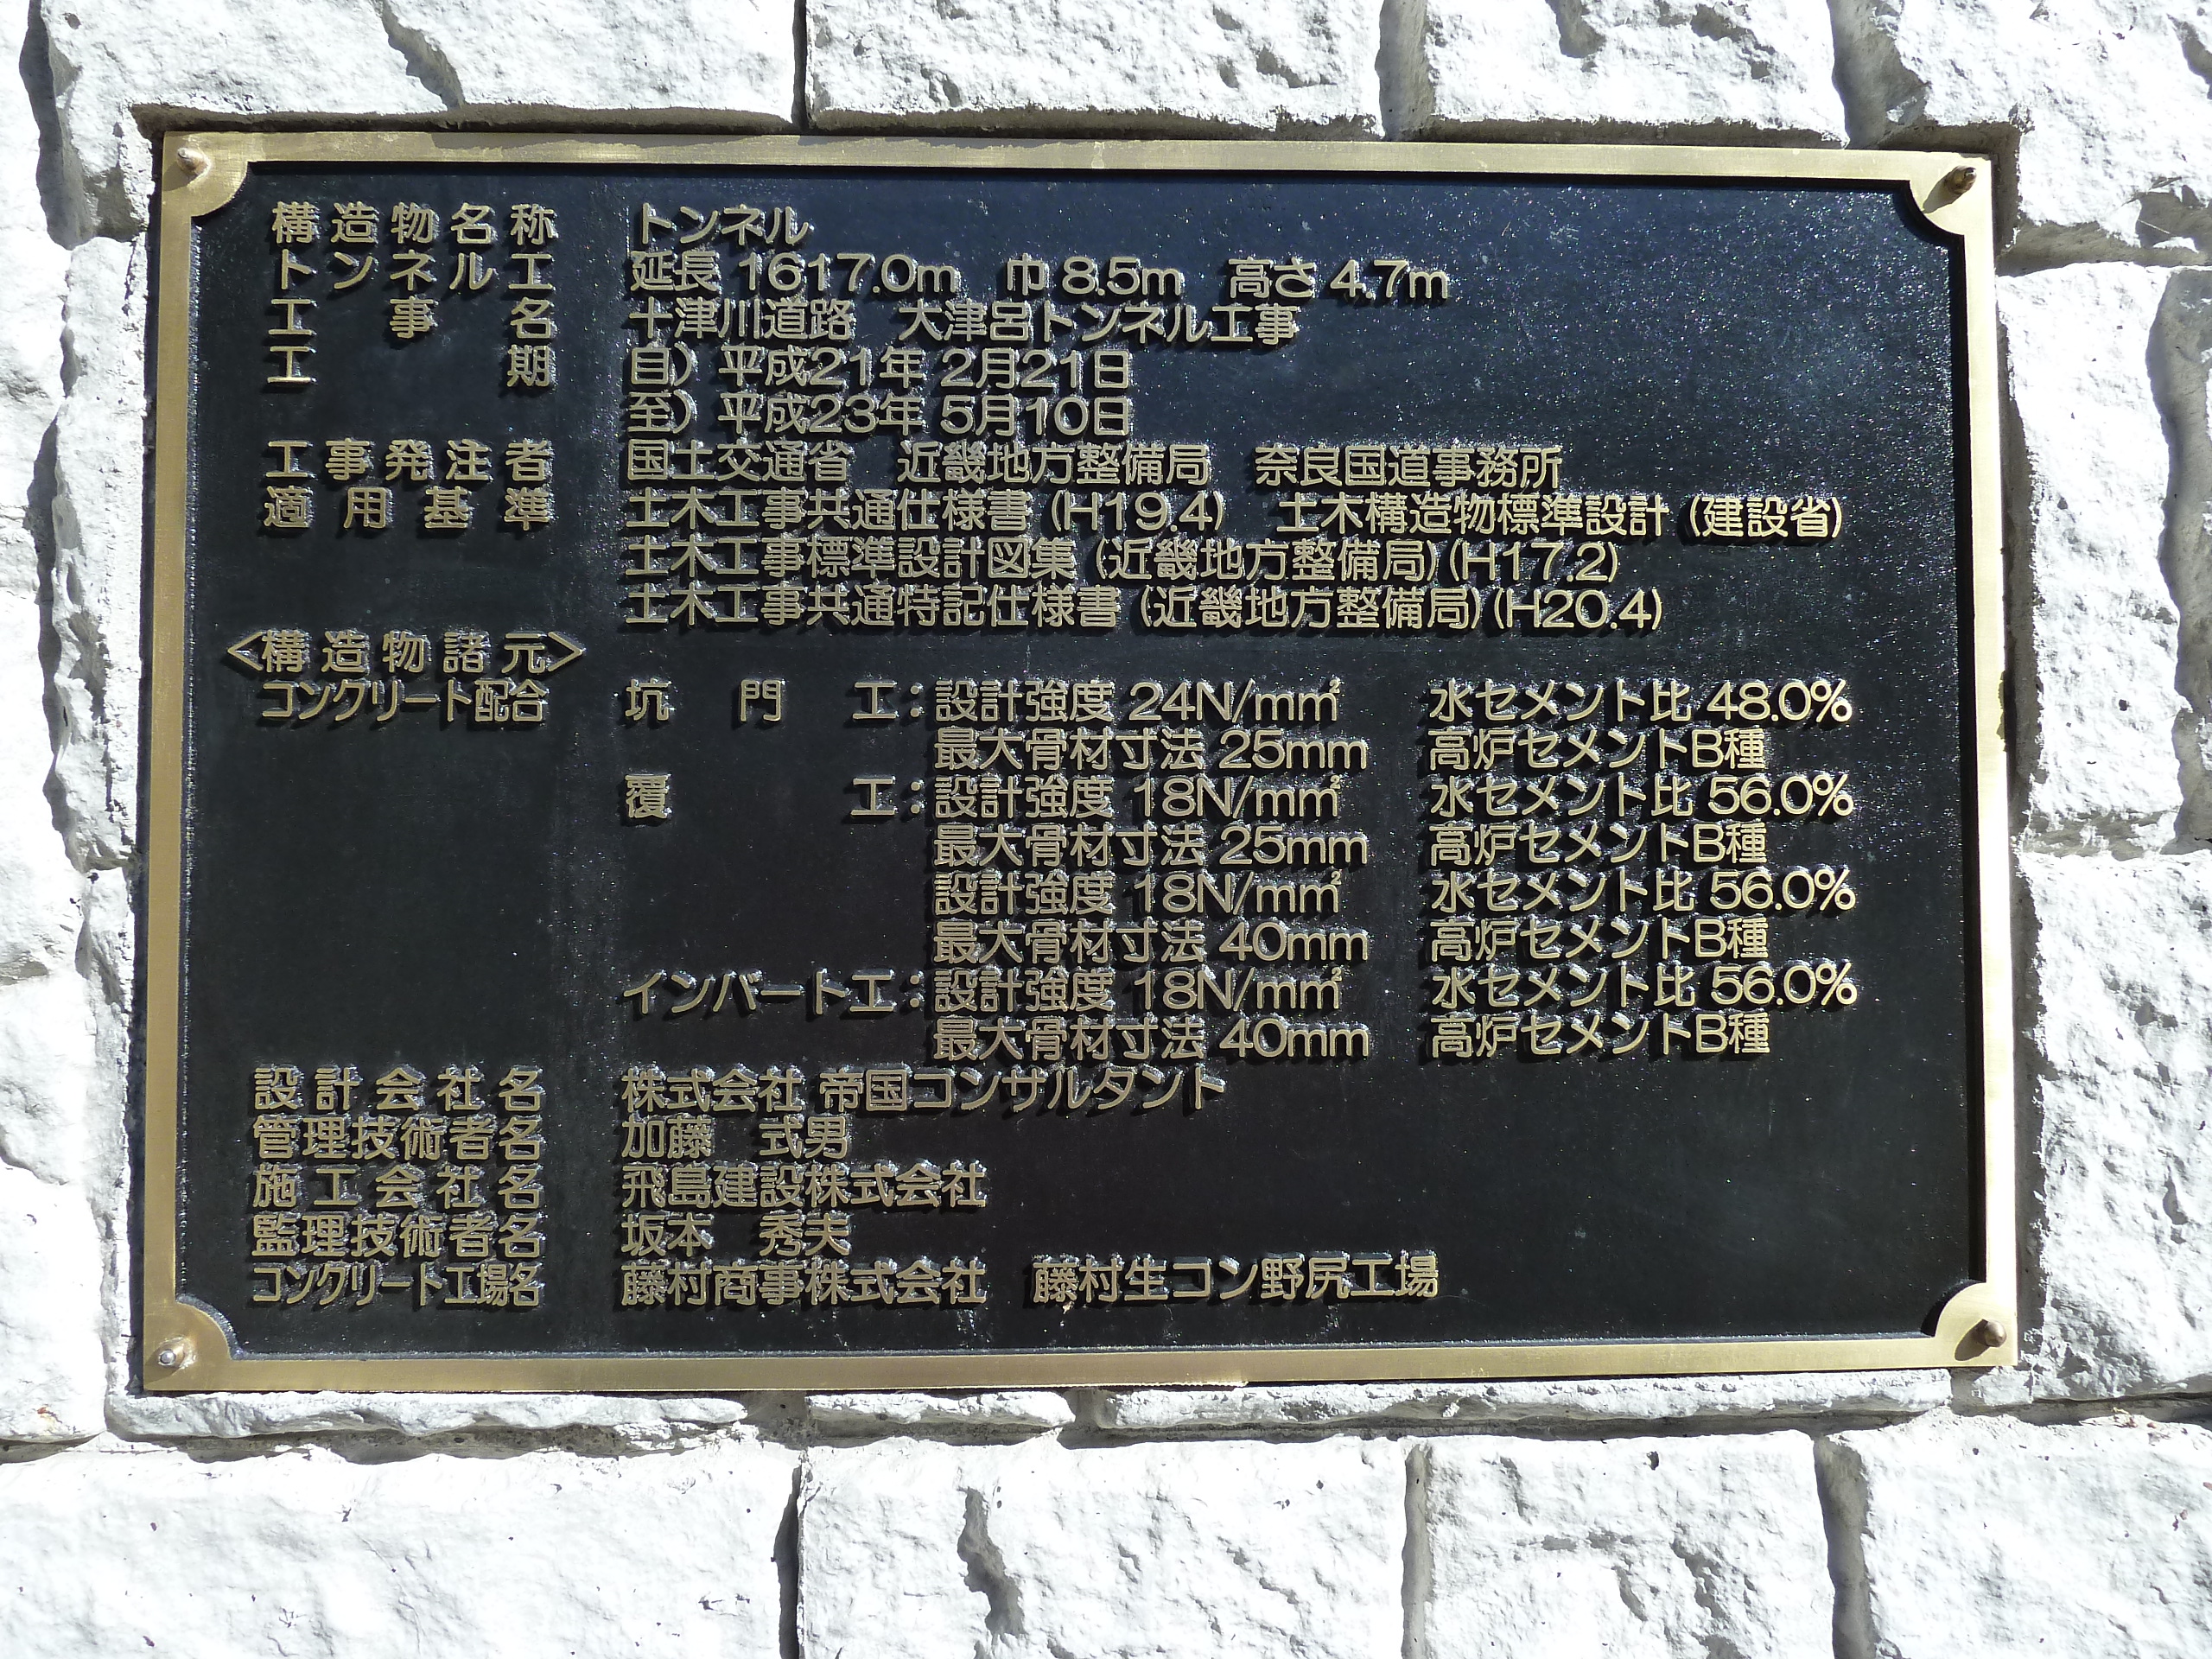 構造物名称 トンネル
トンネル工 延長 1617.0m 巾 8.5m 高さ 4.7m
工事名 十津川道路 大津呂トンネル工事
工期 自) 平成21年 2月21日
至) 平成23年 5月10日
工事発注者 国土交通省 近畿地方整備局 奈良国道事務所
適用基準 土木工事共通仕様書 (H19.4) 土木構造物標準設計 (建設省)
土木工事標準設計図集 (近畿地方整備局) (H17.2)
土木工事共通特記仕様書 (近畿地方整備局) (H20.4)
<構造物諸元>
コンクリート配合 坑門工：設計強度 24N/mm² 水セメント比 48.0%
最大骨材寸法 25mm 高炉セメントB種
覆工：設計強度 18N/mm² 水セメント比 56.0%
最大骨材寸法 25mm 高炉セメントB種
設計強度 18N/mm² 水セメント比 56.0%
最大骨材寸法 40mm 高炉セメントB種
インバート工：設計強度 18N/mm² 水セメント比 56.0%
最大骨材寸法 40mm 高炉セメントB種
設計会社名 株式会社 帝国コンサルタント
管理技術者名 加藤 式男
施工会社名 飛島建設株式会社
監理技術者名 坂本 秀夫
コンクリート工場名 藤村商事株式会社 藤村生コン野尻工場